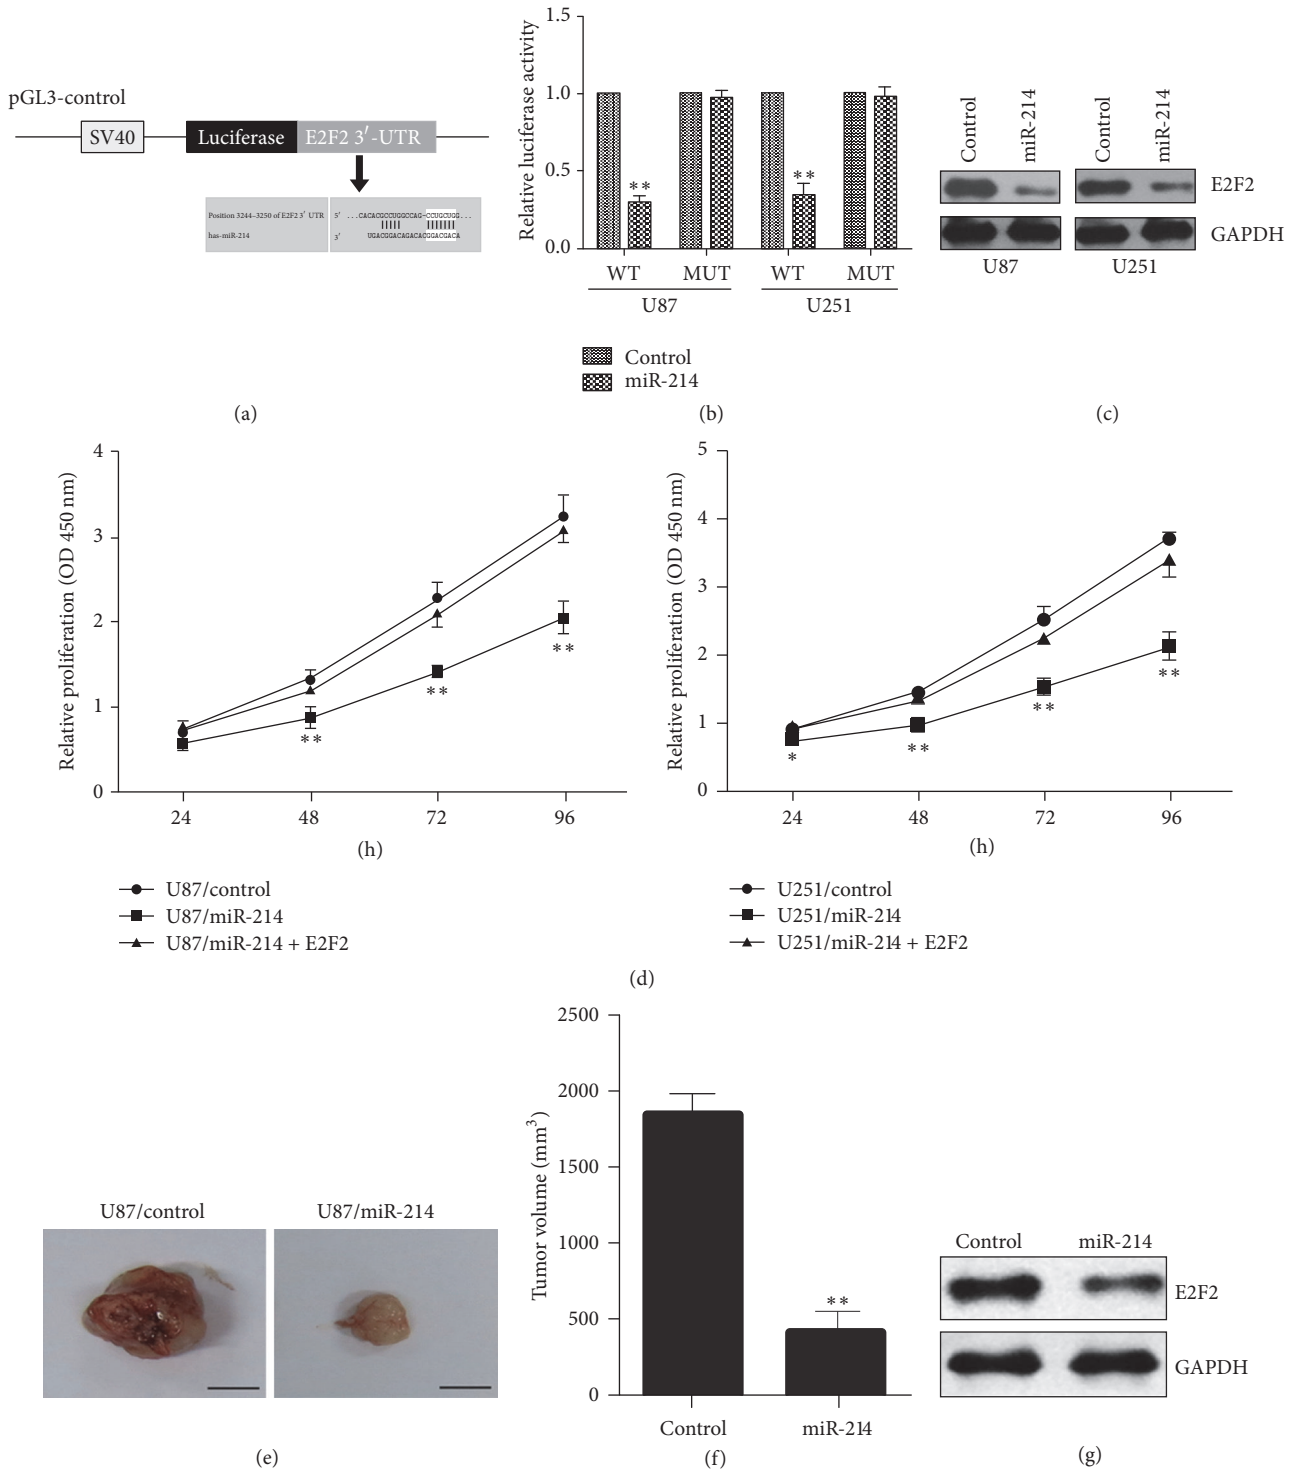 pGL3-control
SV40
Luciferase
E2F2 3′-UTR
Position 3244–3250 of E2F2 3′ UTR
5′ ...CACACGCCUGGCCAG-CCUGCUGG...
has-miR-214
3′ UGACGGACAGACACGGACGACA
(a)
Relative luciferase activity
1.5
1.0
0.5
0.0
**
**
WT
MUT
WT
MUT
U87
U251
Control
miR-214
(b)
Control
miR-214
Control
miR-214
E2F2
GAPDH
U87
U251
(c)
Relative proliferation (OD 450 nm)
4
3
2
1
0
**
**
**
24
48
72
96
(h)
U87/control
U87/miR-214
U87/miR-214 + E2F2
Relative proliferation (OD 450 nm)
5
4
3
2
1
0
*
**
**
**
24
48
72
96
(h)
U251/control
U251/miR-214
U251/miR-214 + E2F2
(d)
U87/control
U87/miR-214
(e)
Tumor volume (mm³)
2500
2000
1500
1000
500
0
**
Control
miR-214
(f)
Control
miR-214
E2F2
GAPDH
(g)